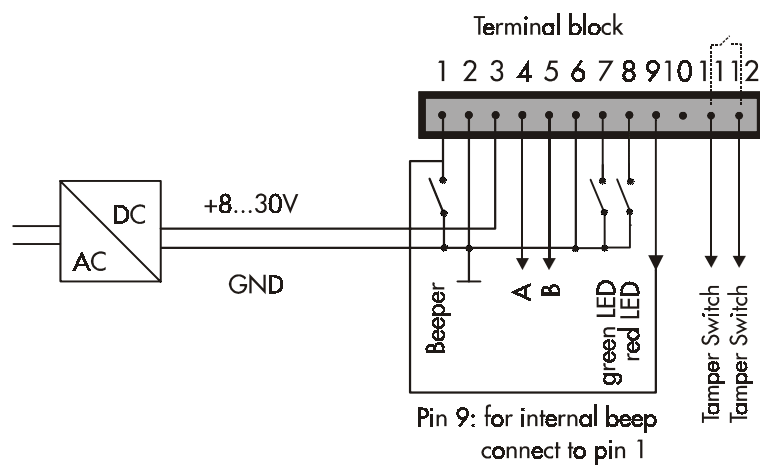 Terminal block
1 2 3 4 5 6 7 8 9 10 11 12
DC
AC
+8...30V
GND
Beeper
A
B
green LED
red LED
Tamper Switch
Tamper Switch
Pin 9: for internal beep
connect to pin 1